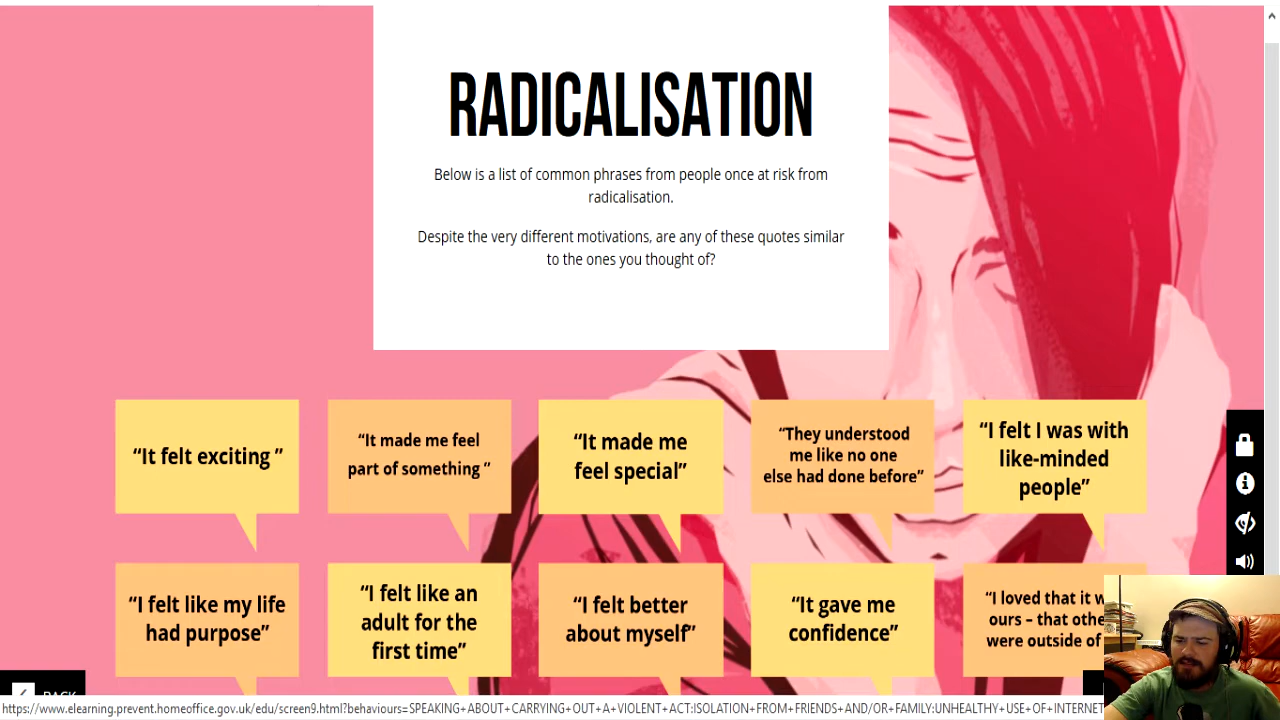 RADICALISATION
Below is a list of common phrases from people once at risk from
radicalisation.
Despite the very different motivations, are any of these quotes similar
to the ones you thought of?
“It felt exciting ”
“It made me feel
part of something ”
“It made me
feel special”
“They understood
me like no one
else had done before”
“I felt I was with
like-minded
people”
“I felt like my life
had purpose”
“I felt like an
adult for the
first time”
“I felt better
about myself”
“It gave me
confidence”
“I loved that it
ours – that
were outside of
BACK
https://www.elearning.prevent.homeoffice.gov.uk/edu/screen9.html?behaviours=SPEAKING+ABOUT+CARRYING+OUT+A+VIOLENT+ACT:ISOLATION+FROM+FRIENDS+AND/OR+FAMILY:UNHEALTHY+USE+OF+INTERNET